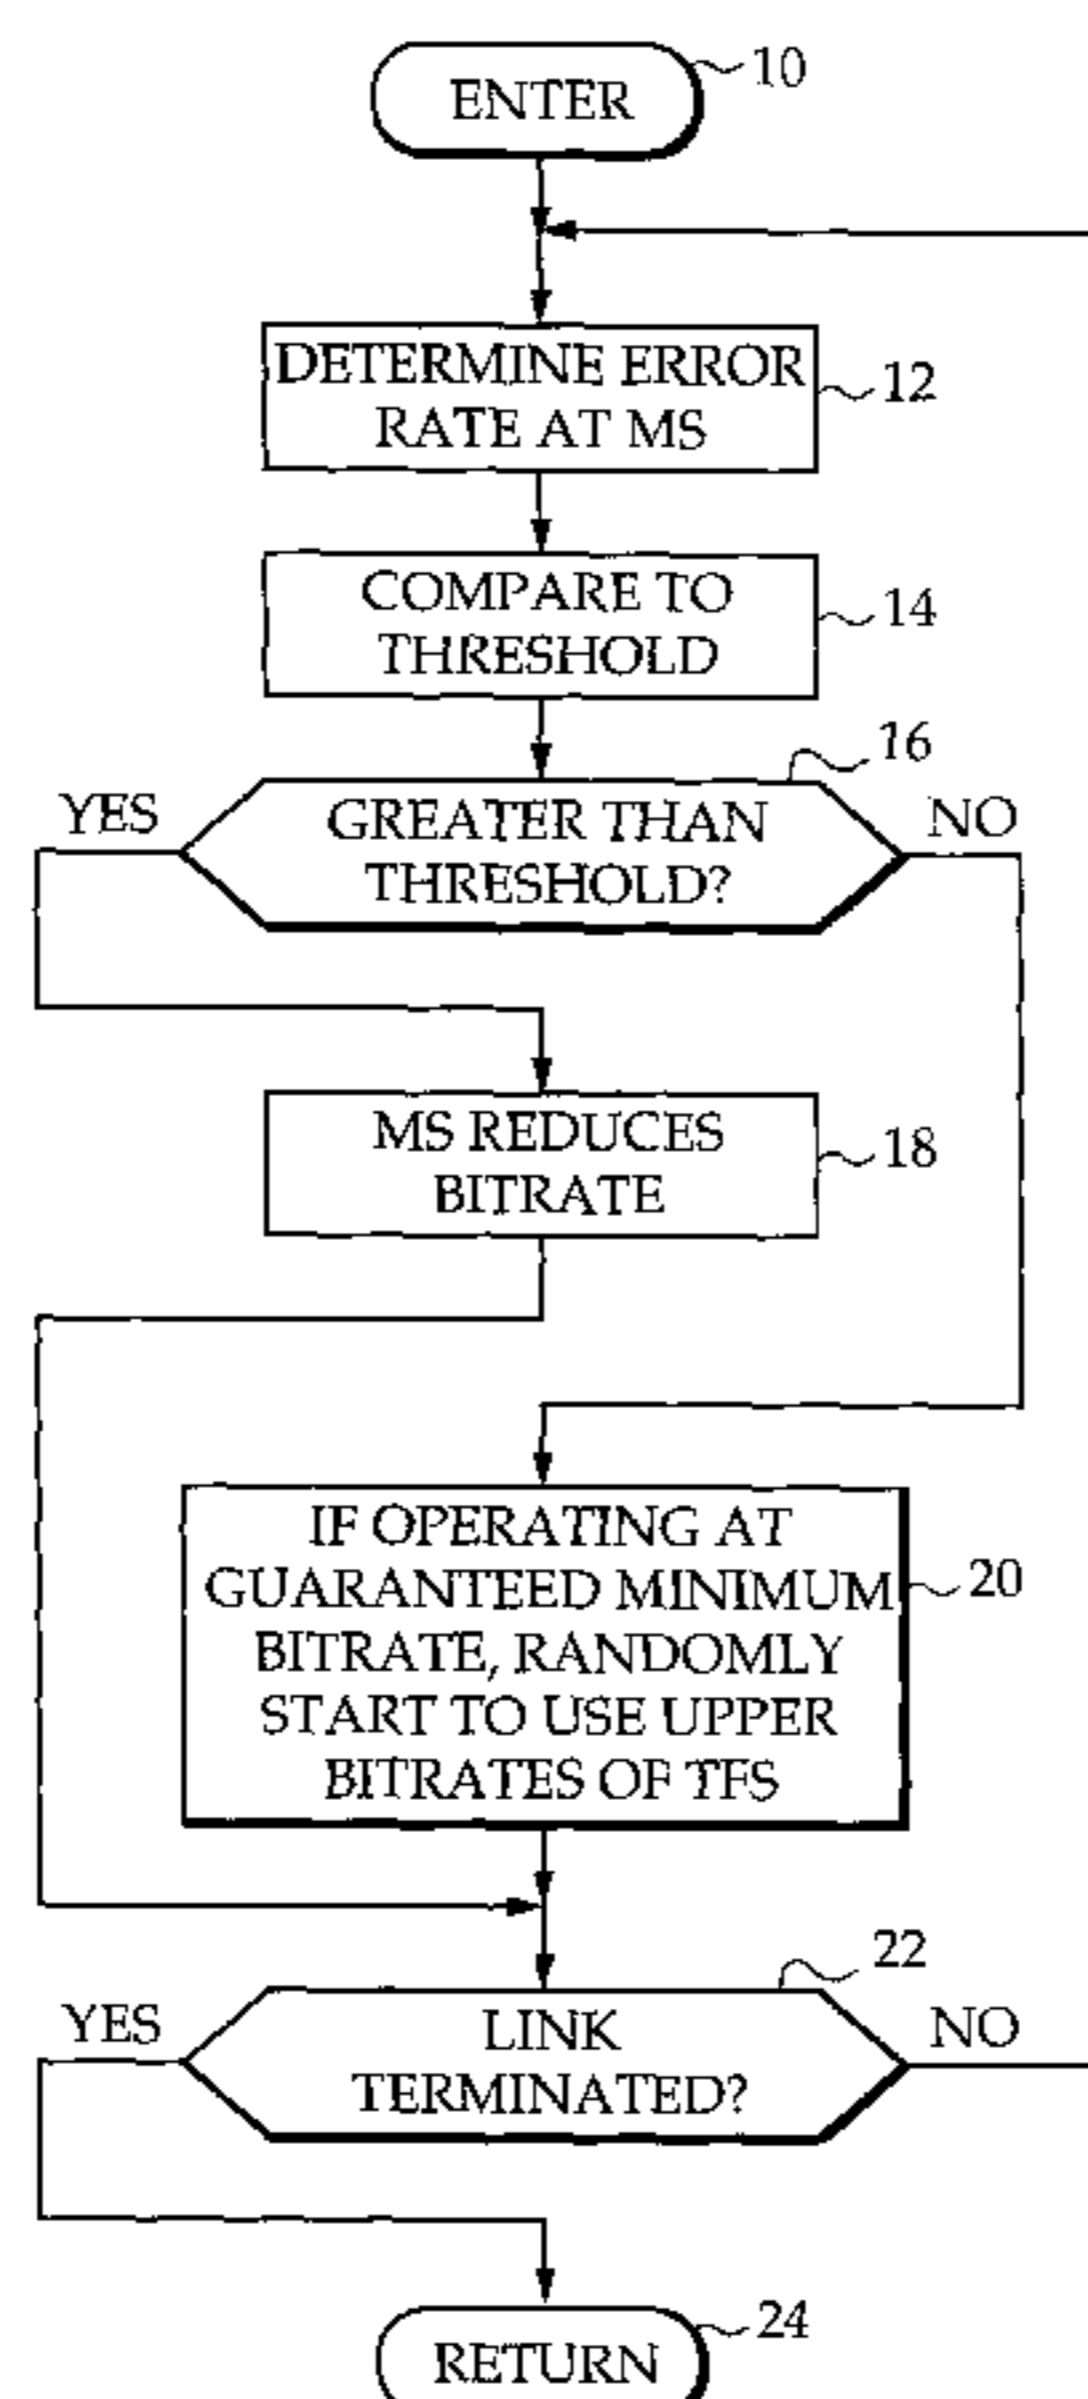 ENTER
10
DETERMINE ERROR
RATE AT MS
12
COMPARE TO
THRESHOLD
14
16
YES
GREATER THAN
THRESHOLD?
NO
MS REDUCES
BITRATE
18
IF OPERATING AT
GUARANTEED MINIMUM
BITRATE, RANDOMLY
START TO USE UPPER
BITRATES OF TFS
20
22
YES
LINK
TERMINATED?
NO
24
RETURN